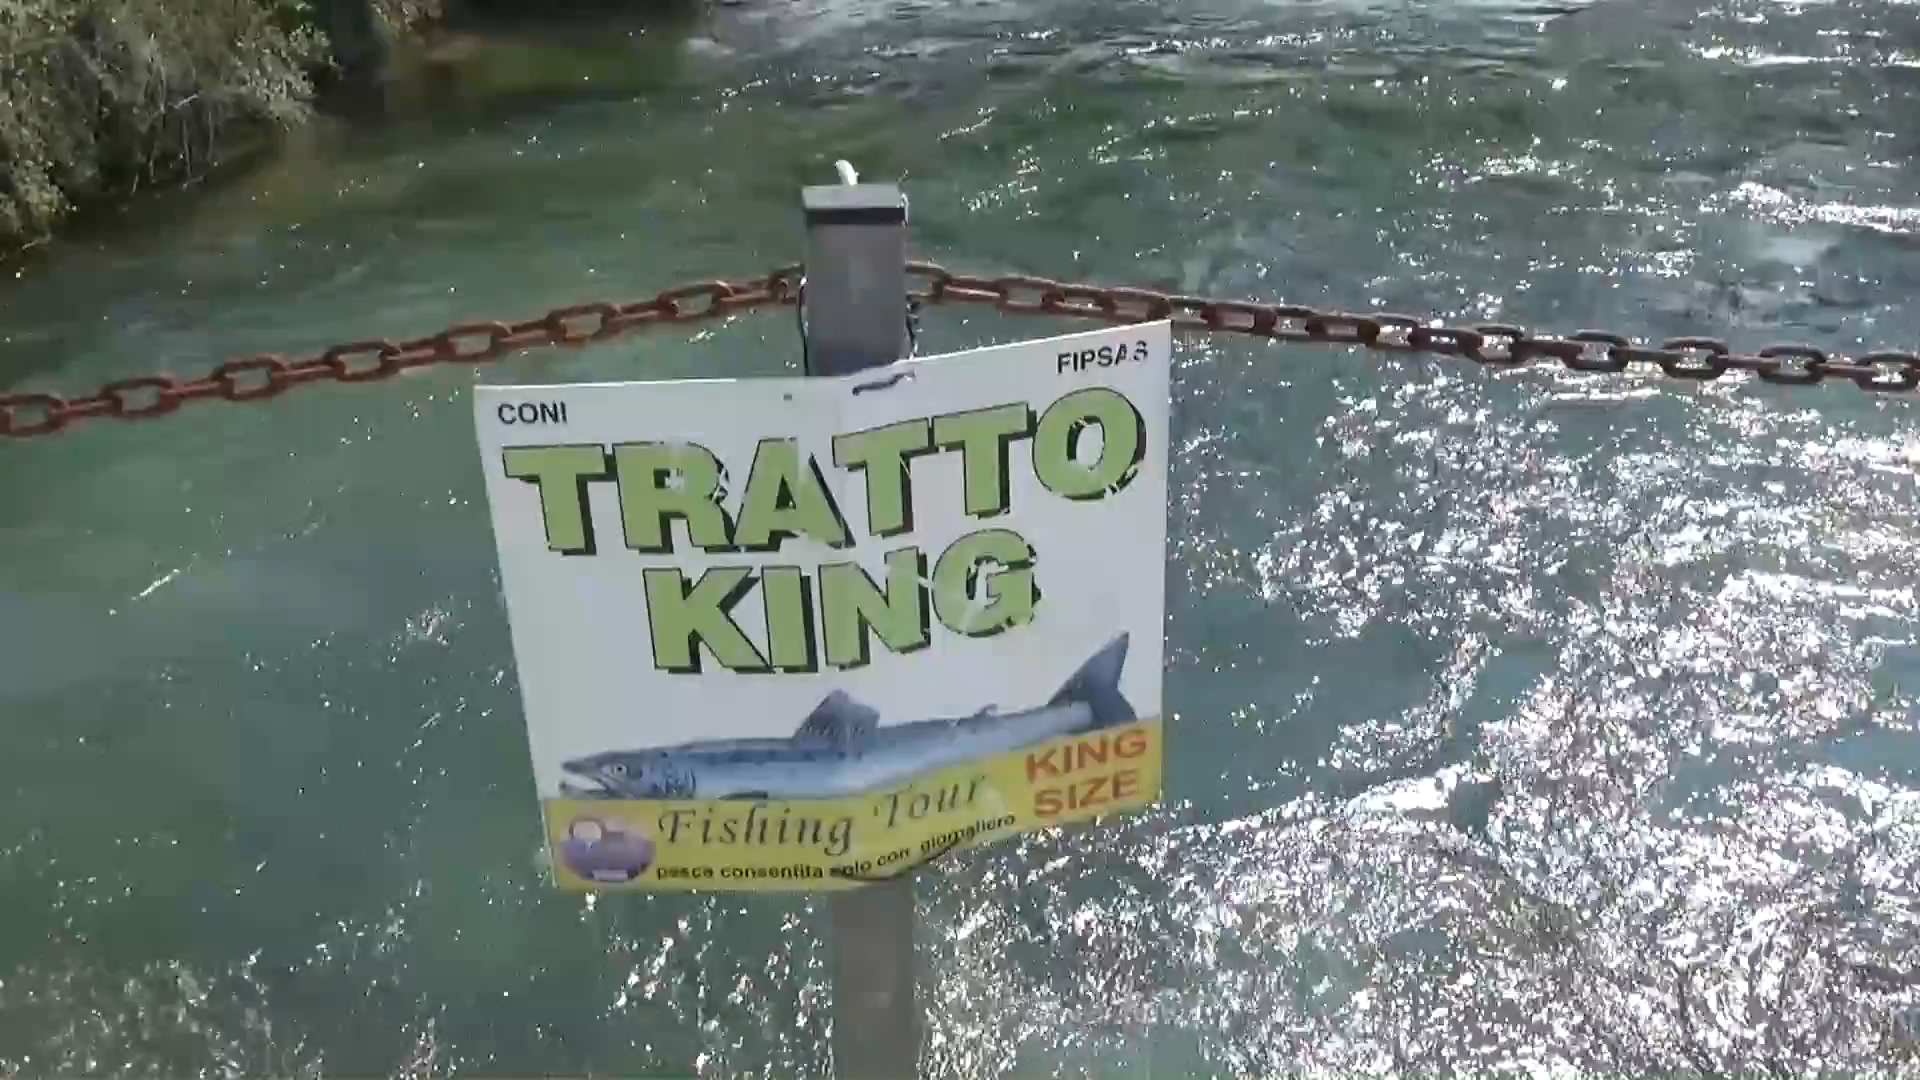 CONI FIPSAS
TRATTO
KING
KING
SIZE
Fishing Tour
pesca consentita solo con giornaliero